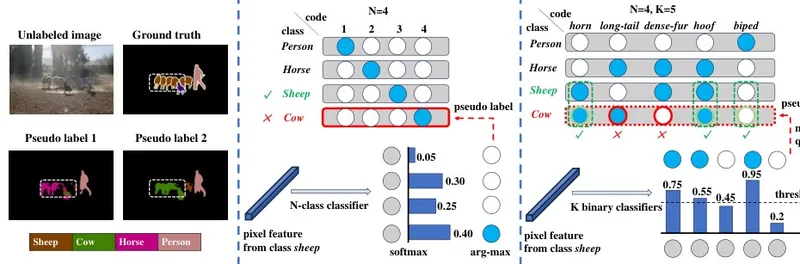 Unlabeled image
Ground truth
Pseudo label 1
Pseudo label 2
Sheep
Cow
Horse
Person
N=4
code
class
1
2
3
4
Person
Horse
✓ Sheep
✗ Cow
pseudo label
0.05
0.30
0.25
0.40
N-class classifier
pixel feature
from class sheep
softmax
arg-max
N=4, K=5
code
class
horn
long-tail
dense-fur
hoof
biped
Person
Horse
Sheep
Cow
✓
✗
✗
✓
✓
0.75
0.55
0.45
0.95
0.2
K binary classifiers
pixel feature
from class sheep